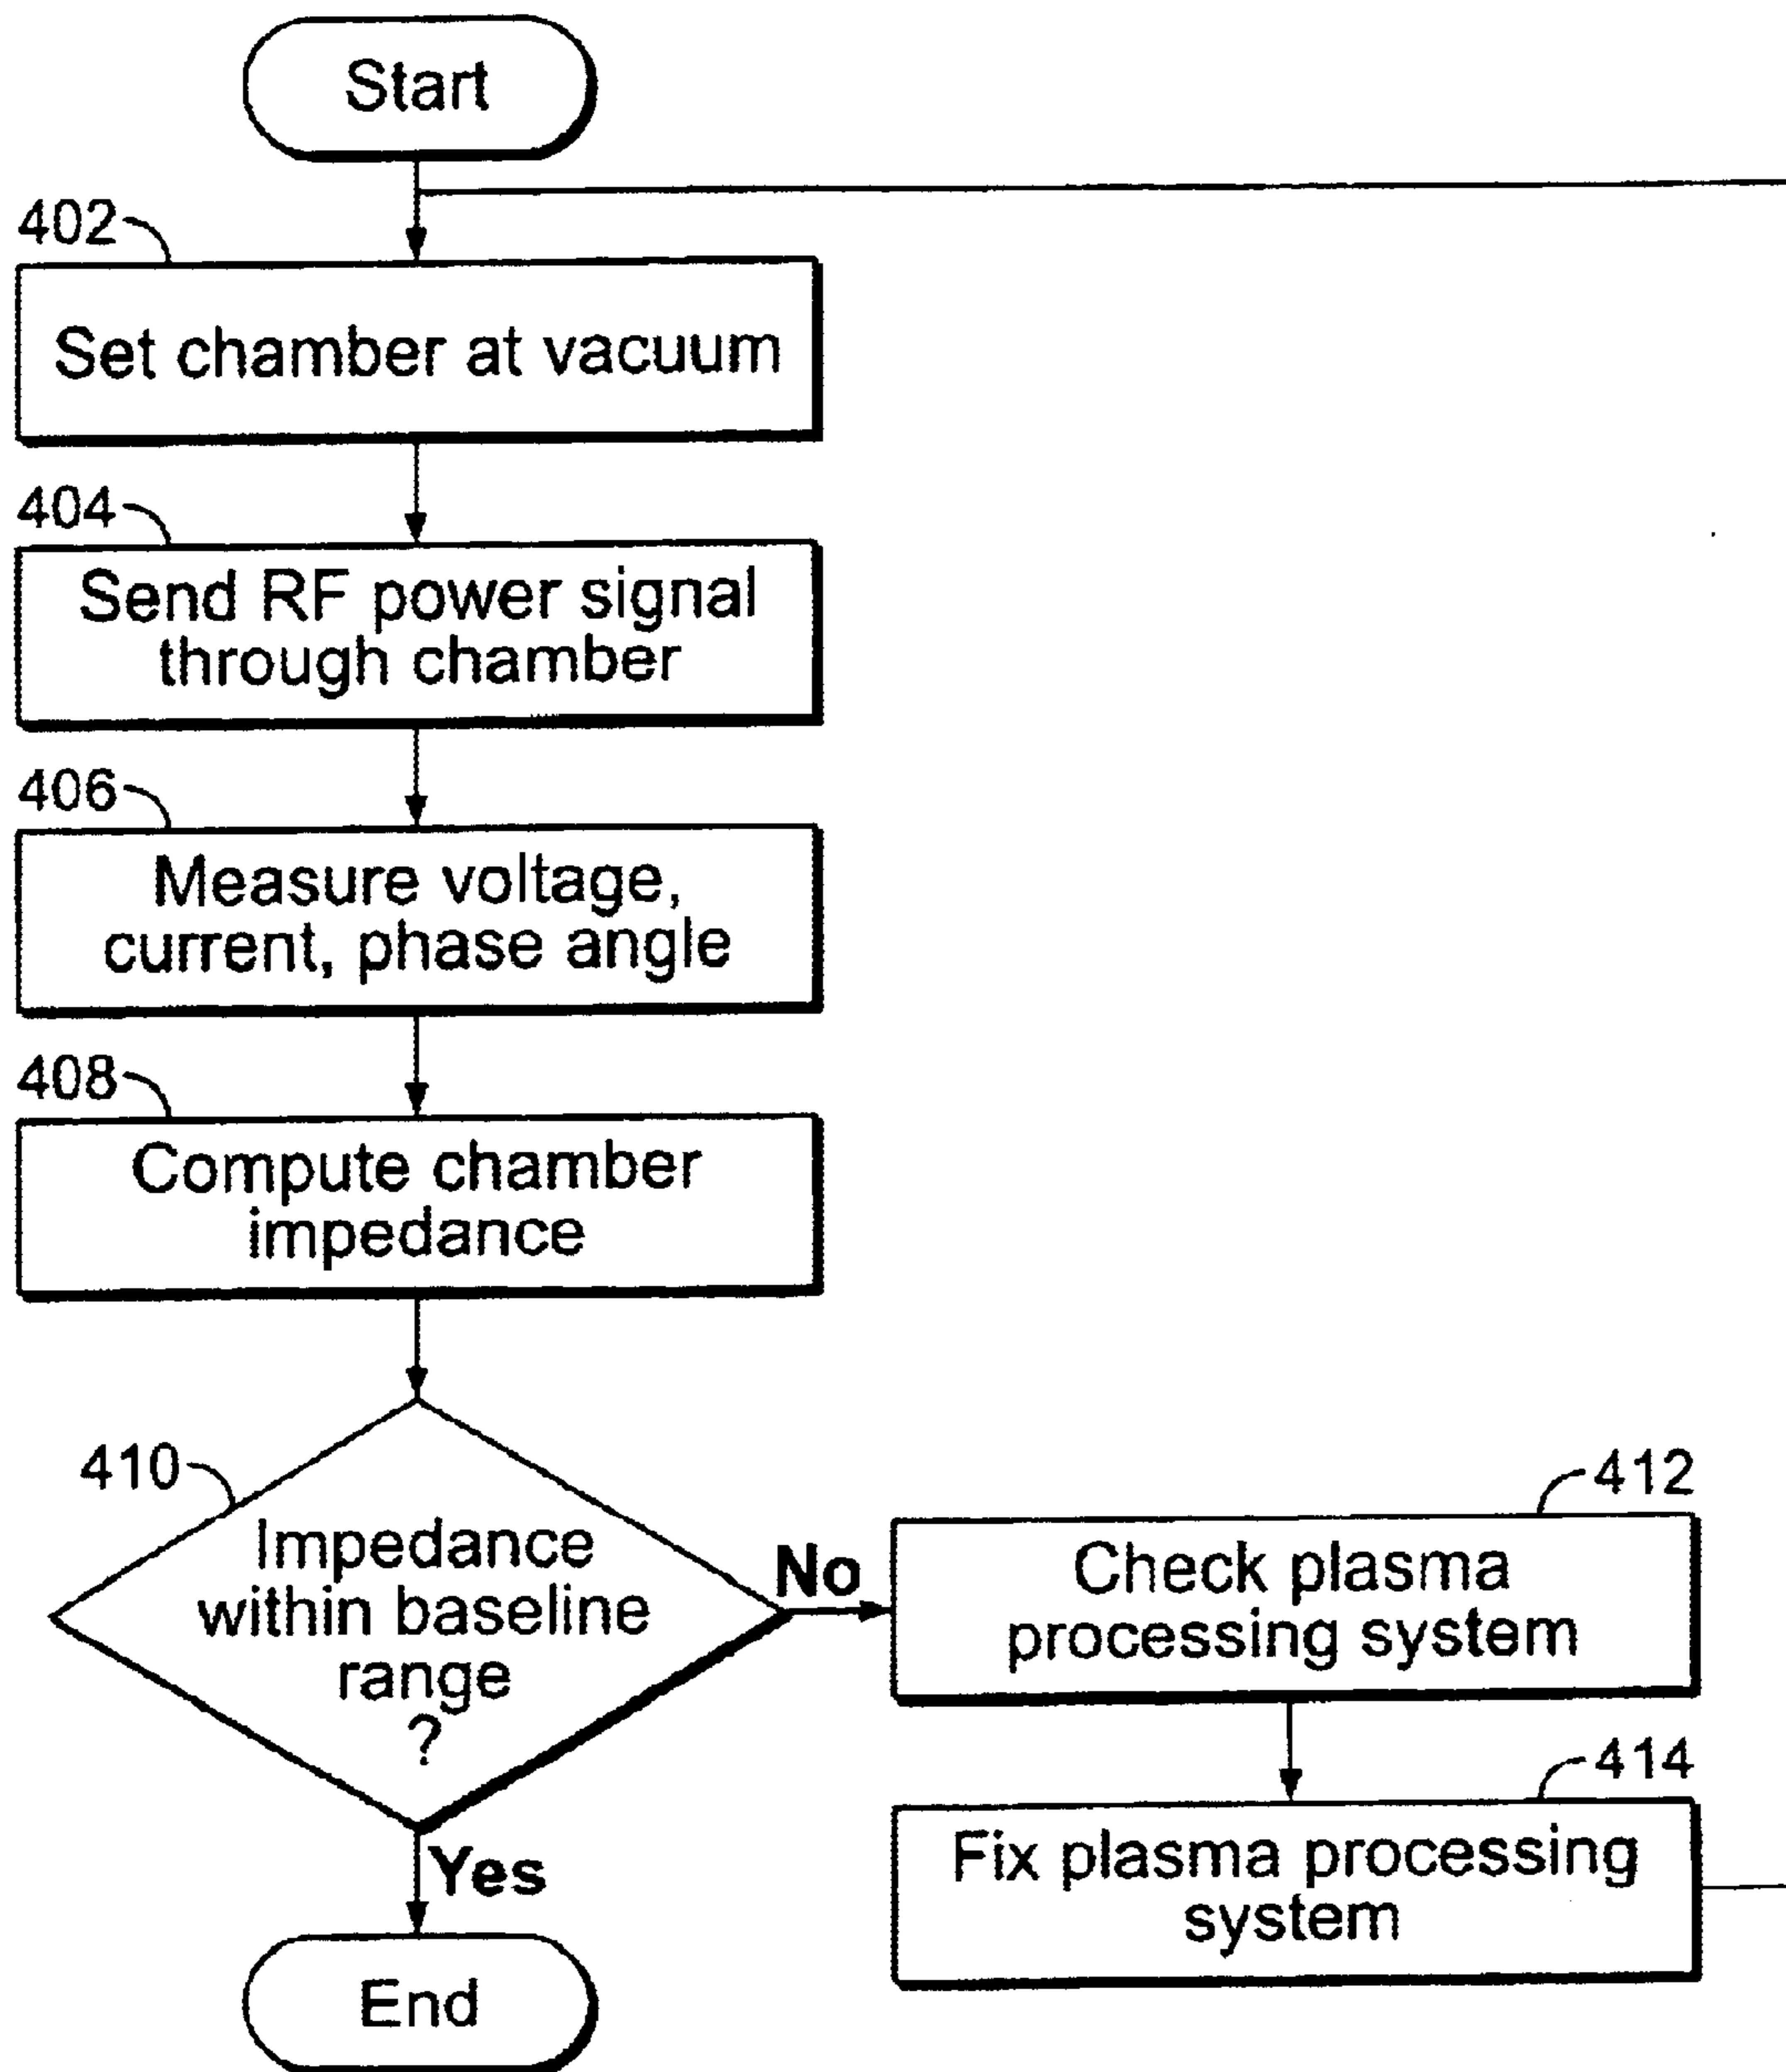 Start
402
Set chamber at vacuum
404
Send RF power signal
through chamber
406
Measure voltage,
current, phase angle
408
Compute chamber
impedance
410
Impedance
within baseline
range
?
No
412
Check plasma
processing system
414
Fix plasma processing
system
Yes
End